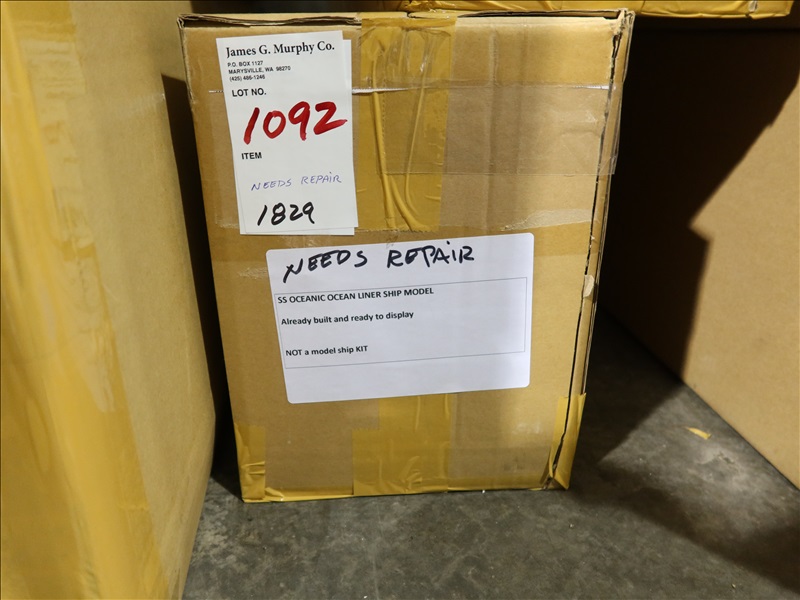 James G. Murphy Co.
P.O. BOX 1127
MARYSVILLE, WA 98270
(425) 486-1246
LOT NO.
1092
ITEM
NEEDS REPAIR
1829
NEEDS REPAIR
SS OCEANIC OCEAN LINER SHIP MODEL
Already built and ready to display
NOT a model ship KIT